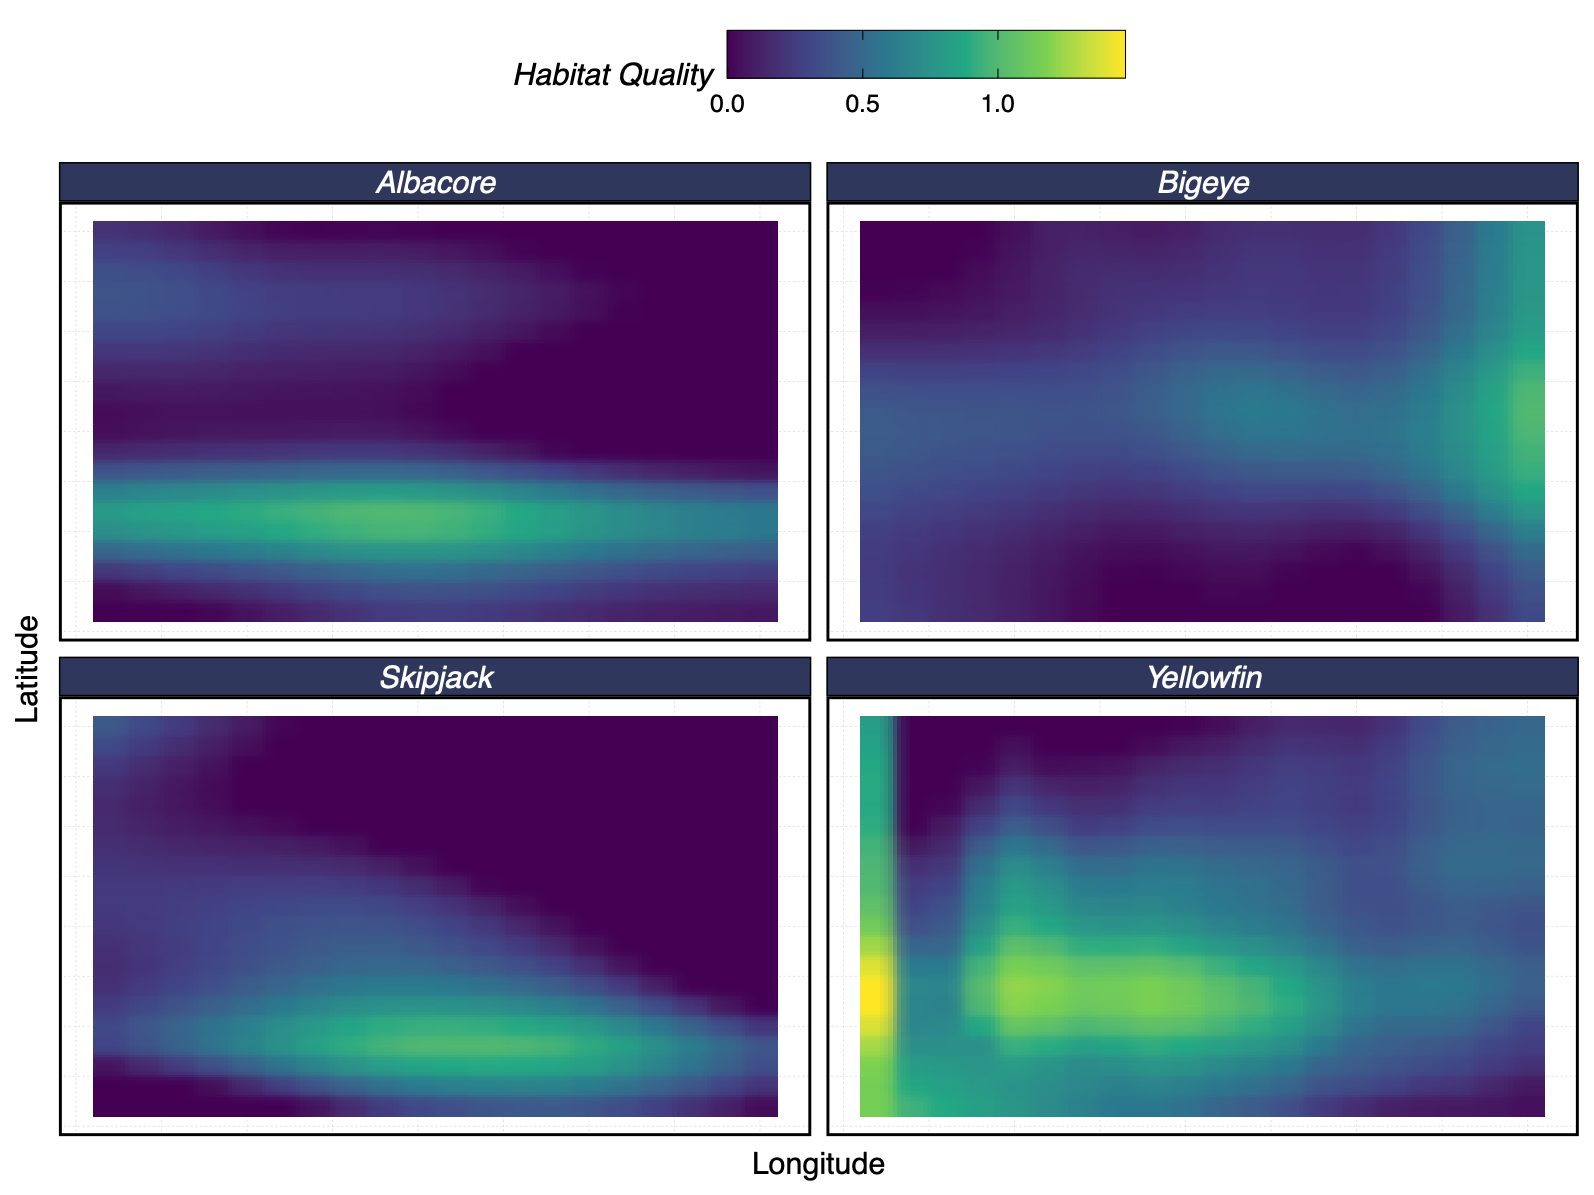 Habitat Quality
0.0 0.5 1.0
Albacore Bigeye
Skipjack Yellowfin
Latitude
Longitude